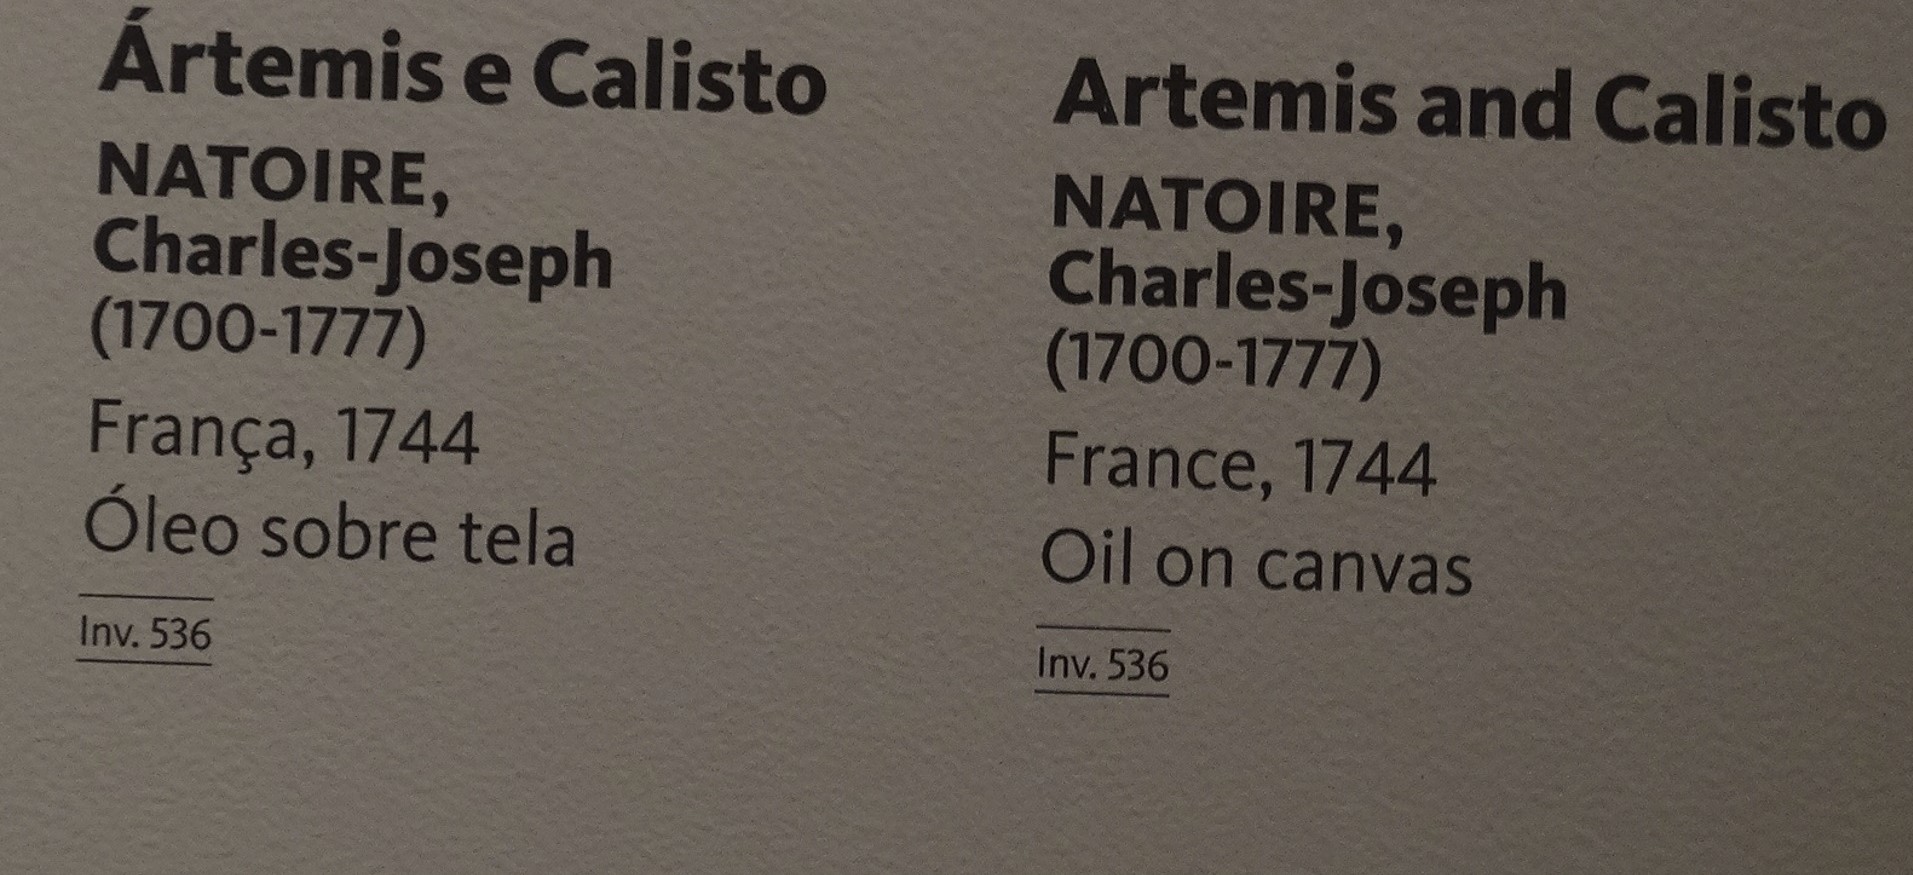 Ártemis e Calisto
NATOIRE,
Charles-Joseph
(1700-1777)
França, 1744
Óleo sobre tela
Inv. 536
Artemis and Calisto
NATOIRE,
Charles-Joseph
(1700-1777)
France, 1744
Oil on canvas
Inv. 536